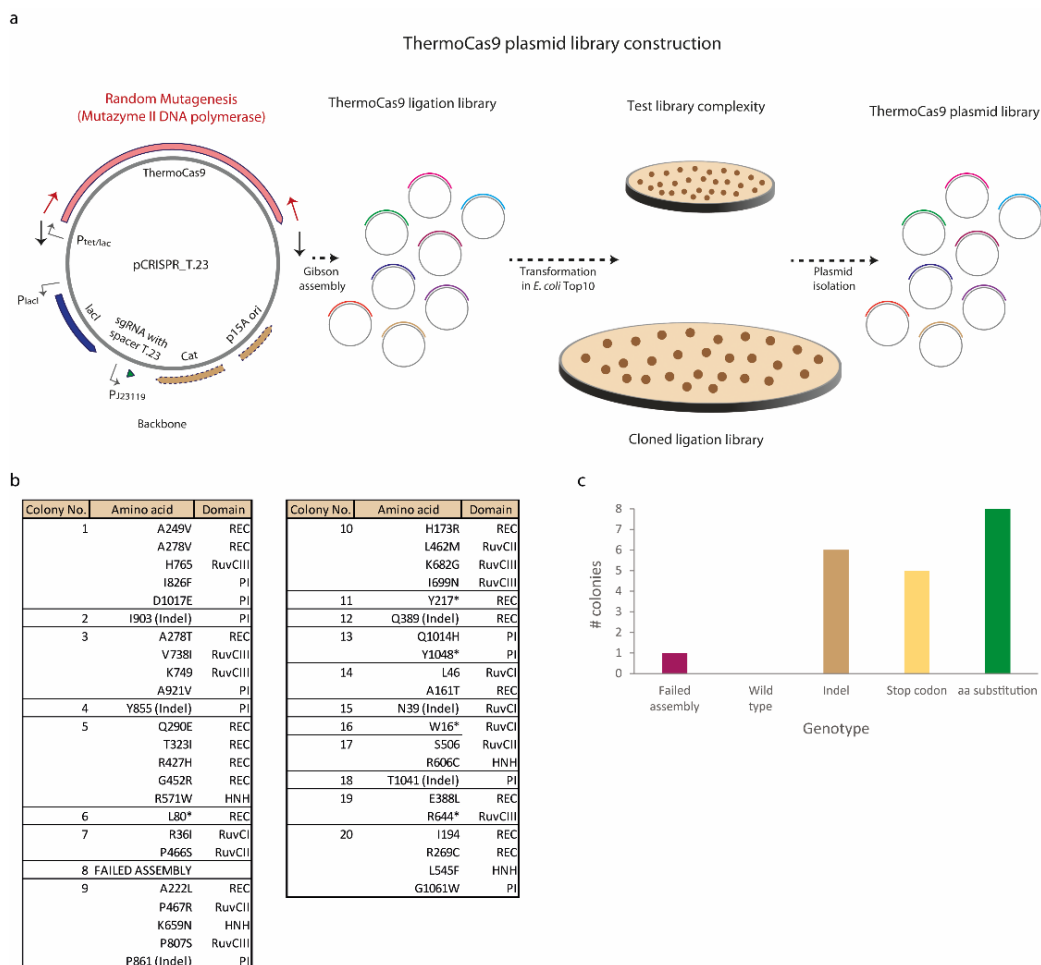 a
ThermoCas9 plasmid library construction
Random Mutagenesis
(Mutazyme II DNA polymerase)
ThermoCas9 ligation library
Test library complexity
ThermoCas9 plasmid library
ThermoCas9
Ptet/lac
pCRISPR_T.23
PlacI
lacI
sgRNA with
spacer T.23
Cat
p15A ori
PJ23119
Backbone
Gibson
assembly
Transformation
in E. coli Top10
Plasmid
isolation
Cloned ligation library
b
Colony No. Amino acid Domain
1 A249V REC
A278V REC
H765 RuvCIII
I826F PI
D1017E PI
2 I903 (Indel) PI
3 A278T REC
V738I RuvCIII
K749 RuvCIII
A921V PI
4 Y855 (Indel) PI
5 Q290E REC
T323I REC
R427H REC
G452R REC
R571W HNH
6 L80* REC
7 R36I RuvCI
P466S RuvCII
8 FAILED ASSEMBLY
9 A222L REC
P467R RuvCII
K659N HNH
P807S RuvCIII
P861 (Indel) PI
Colony No. Amino acid Domain
10 H173R REC
L462M RuvCII
K682G RuvCIII
I699N RuvCIII
11 Y217* REC
12 Q389 (Indel) REC
13 Q1014H PI
Y1048* PI
14 L46 RuvCI
A161T REC
15 N39 (Indel) RuvCI
16 W16* RuvCI
17 S506 RuvCII
R606C HNH
18 T1041 (Indel) PI
19 E388L REC
R644* RuvCIII
20 I194 REC
R269C REC
L545F HNH
G1061W PI
c
8
7
6
5
4
3
2
1
0
# colonies
Failed
assembly
Wild
type
Indel
Stop codon
aa substitution
Genotype